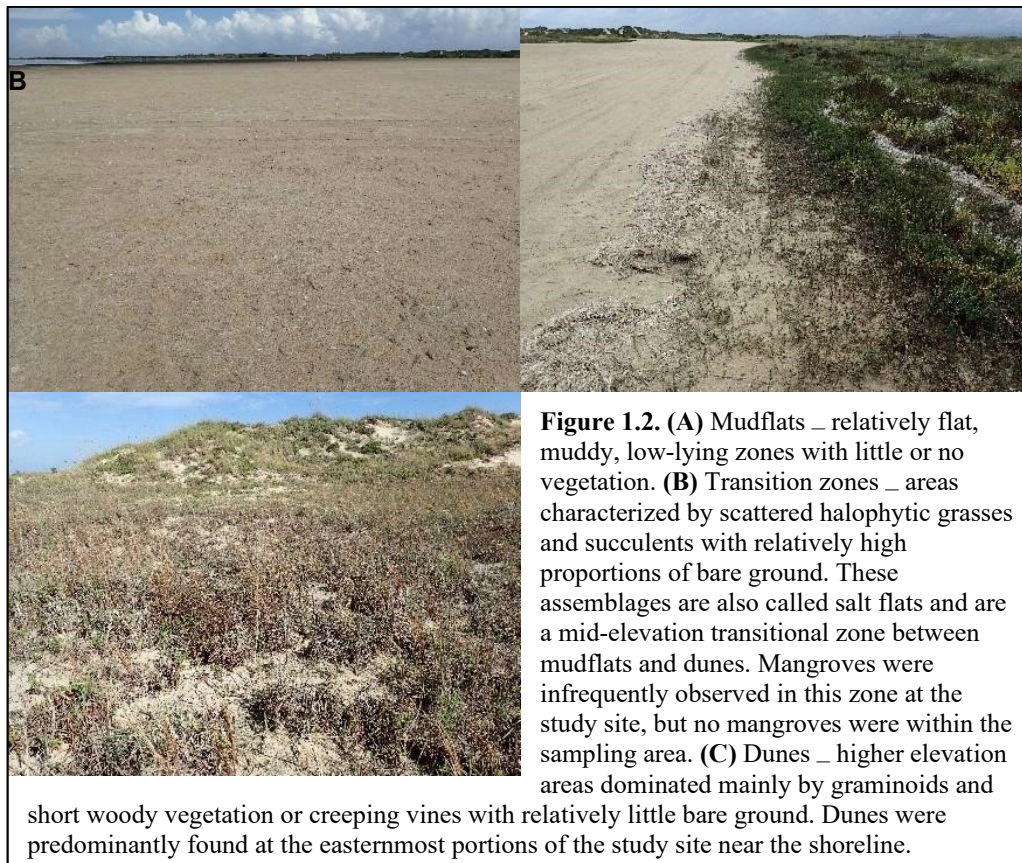 B
Figure 1.2. (A) Mudflats _ relatively flat,
muddy, low-lying zones with little or no
vegetation. (B) Transition zones _ areas
characterized by scattered halophytic grasses
and succulents with relatively high
proportions of bare ground. These
assemblages are also called salt flats and are
a mid-elevation transitional zone between
mudflats and dunes. Mangroves were
infrequently observed in this zone at the
study site, but no mangroves were within the
sampling area. (C) Dunes _ higher elevation
areas dominated mainly by graminoids and
short woody vegetation or creeping vines with relatively little bare ground. Dunes were
predominantly found at the easternmost portions of the study site near the shoreline.